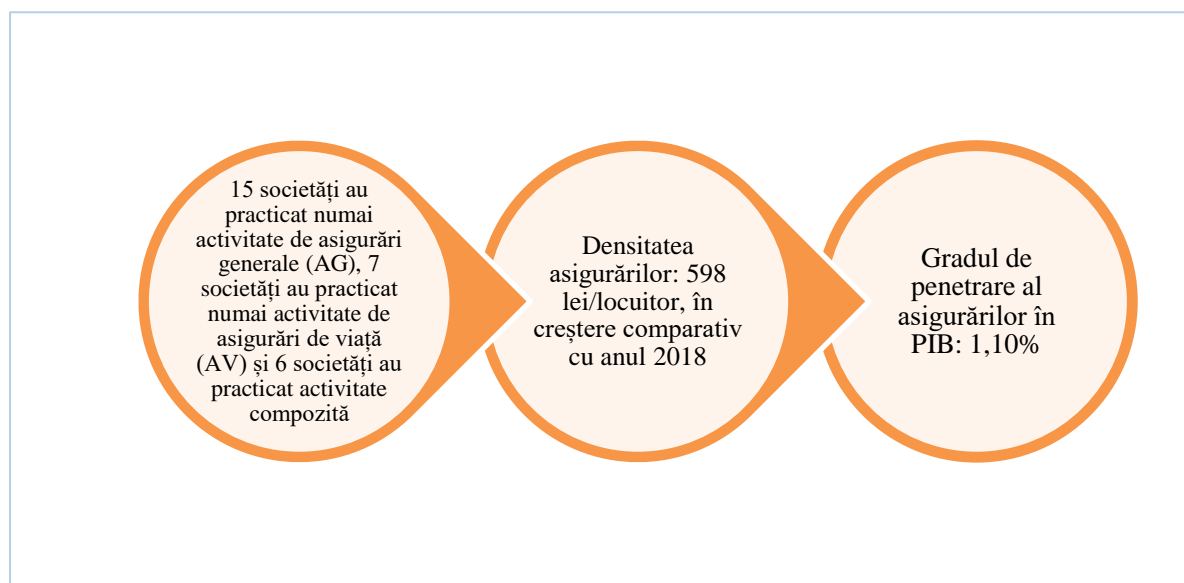 15 societăți au
practicat numai
activitate de asigurări
generale (AG), 7
societăți au practicat
numai activitate de
asigurări de viață
(AV) și 6 societăți au
practicat activitate
compozită
Densitatea
asigurărilor: 598
lei/locuitor, în
creștere comparativ
cu anul 2018
Gradul de
penetrare al
asigurărilor în
PIB: 1,10%